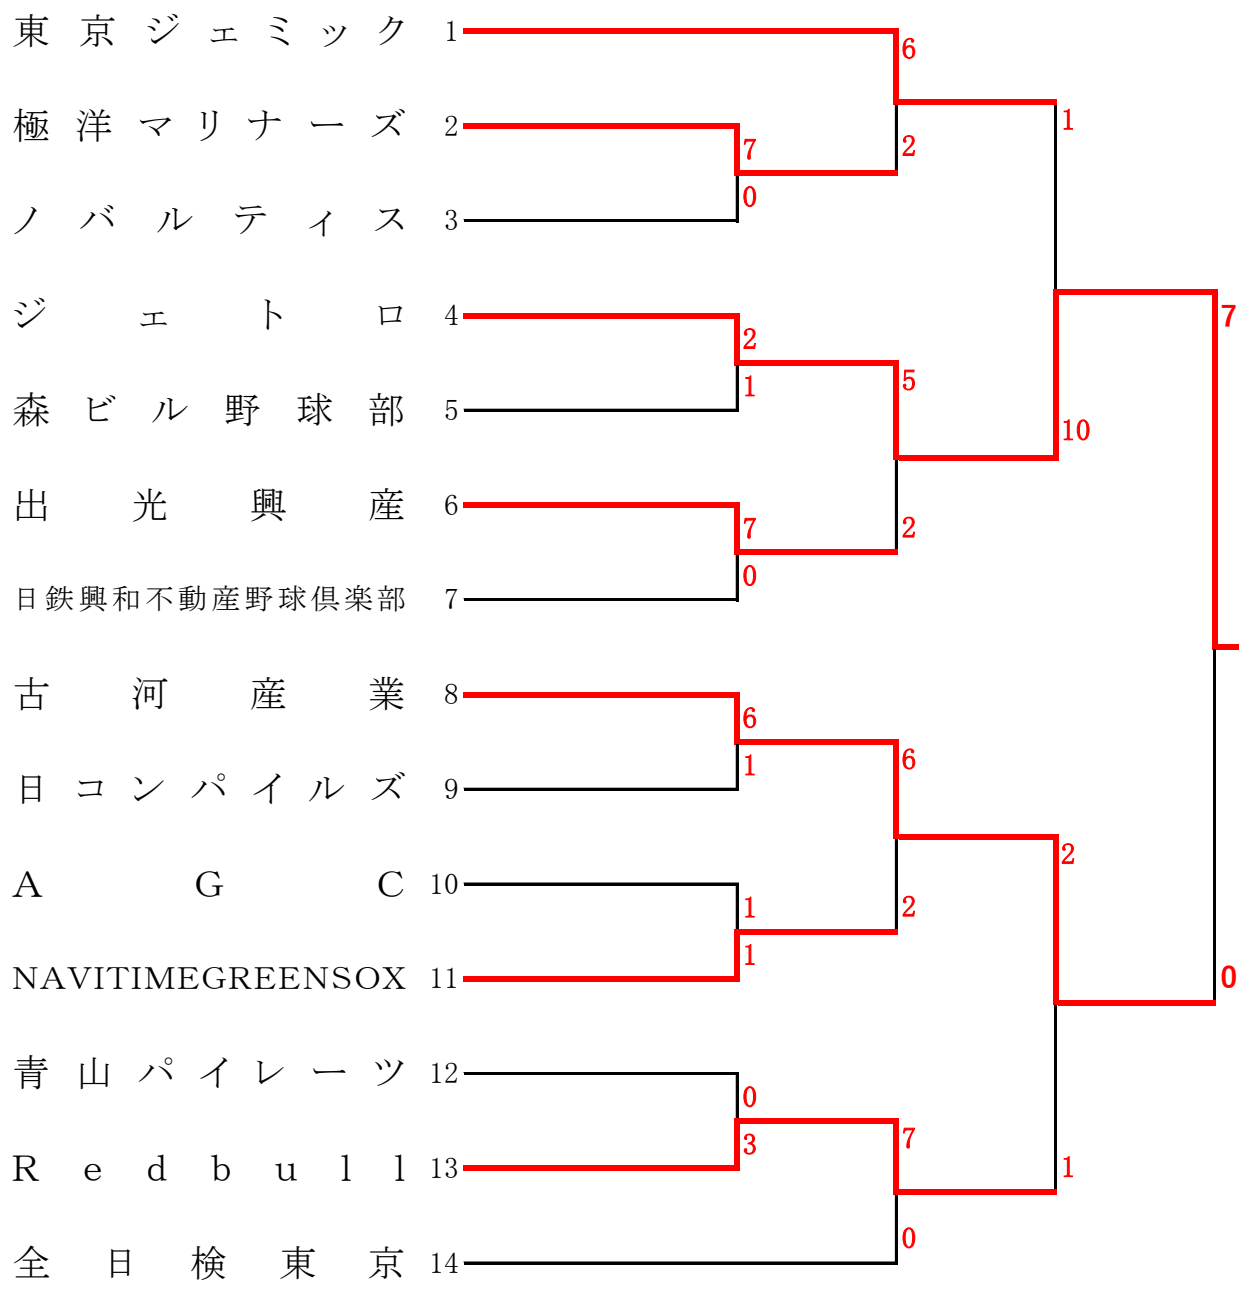 東京ジェミック 1
6
1
極洋マリナーズ 2
7
2
0
ノバルティス 3
ジェトロ 4
7
2
5
1
森ビル野球部 5
10
出光興産 6
7
2
0
日鉄興和不動産野球倶楽部 7
古河産業 8
6
6
1
日コンパイルズ 9
2
AGC 10
1
2
1
NAVITIMEGREENSOX 11
0
青山パイレーツ 12
0
7
3
Redbull 13
1
0
全日検東京 14